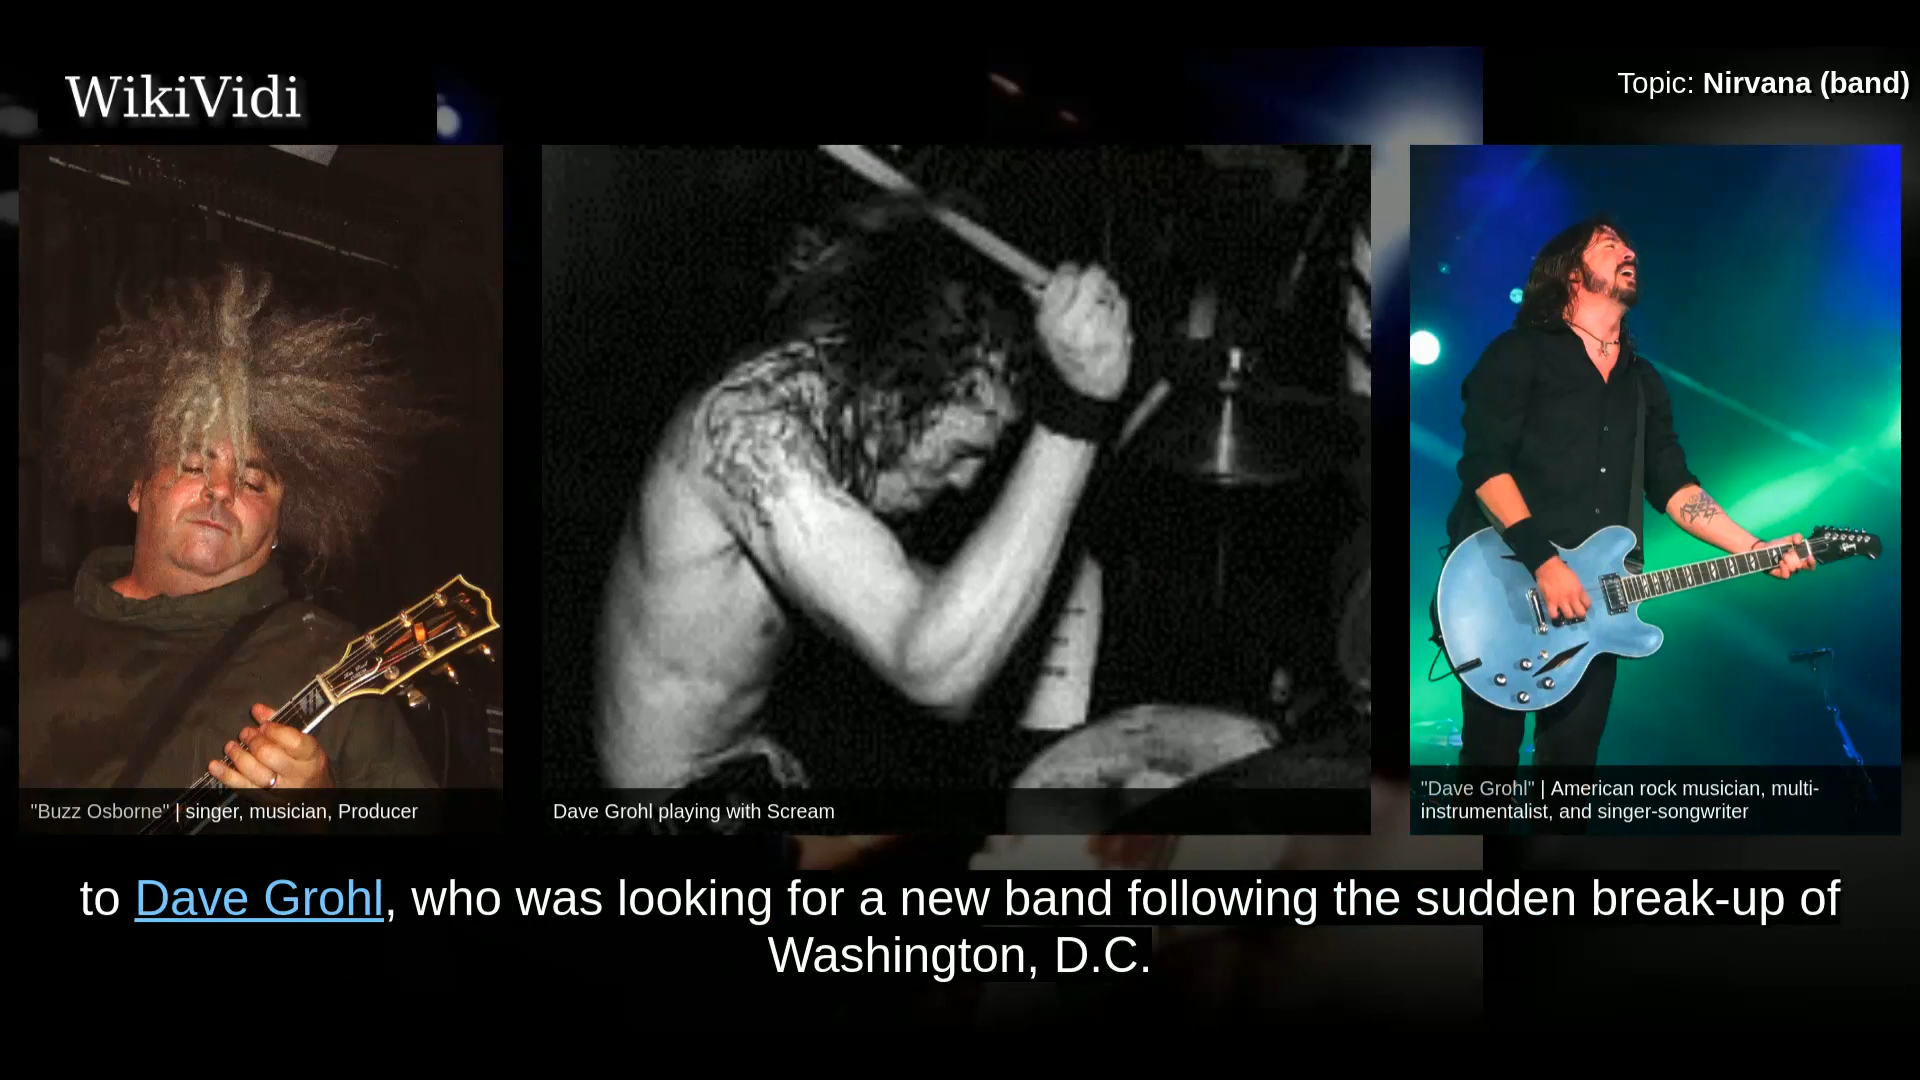 WikiVidi
Topic: Nirvana (band)
"Buzz Osborne" | singer, musician, Producer
Dave Grohl playing with Scream
"Dave Grohl" | American rock musician, multi-
instrumentalist, and singer-songwriter
to Dave Grohl, who was looking for a new band following the sudden break-up of
Washington, D.C.